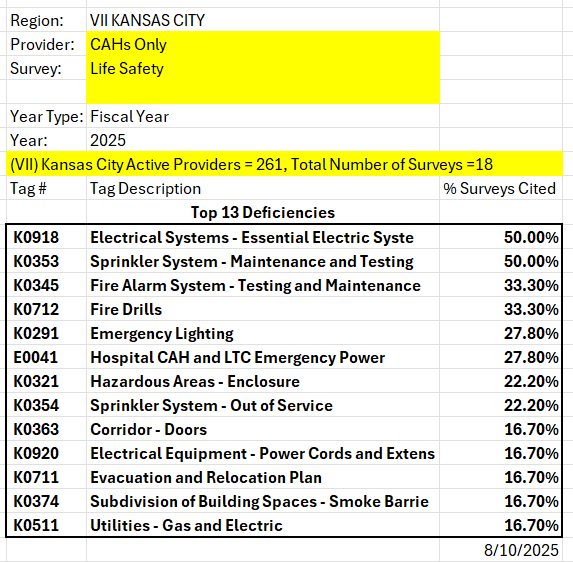 Region: VII KANSAS CITY
Provider: CAHs Only
Survey: Life Safety
Year Type: Fiscal Year
Year: 2025
(VII) Kansas City Active Providers = 261, Total Number of Surveys =18
Tag # Tag Description % Surveys Cited
Top 13 Deficiencies
K0918 Electrical Systems - Essential Electric Syste 50.00%
K0353 Sprinkler System - Maintenance and Testing 50.00%
K0345 Fire Alarm System - Testing and Maintenance 33.30%
K0712 Fire Drills 33.30%
K0291 Emergency Lighting 27.80%
E0041 Hospital CAH and LTC Emergency Power 27.80%
K0321 Hazardous Areas - Enclosure 22.20%
K0354 Sprinkler System - Out of Service 22.20%
K0363 Corridor - Doors 16.70%
K0920 Electrical Equipment - Power Cords and Extens 16.70%
K0711 Evacuation and Relocation Plan 16.70%
K0374 Subdivision of Building Spaces - Smoke Barrie 16.70%
K0511 Utilities - Gas and Electric 16.70%
8/10/2025